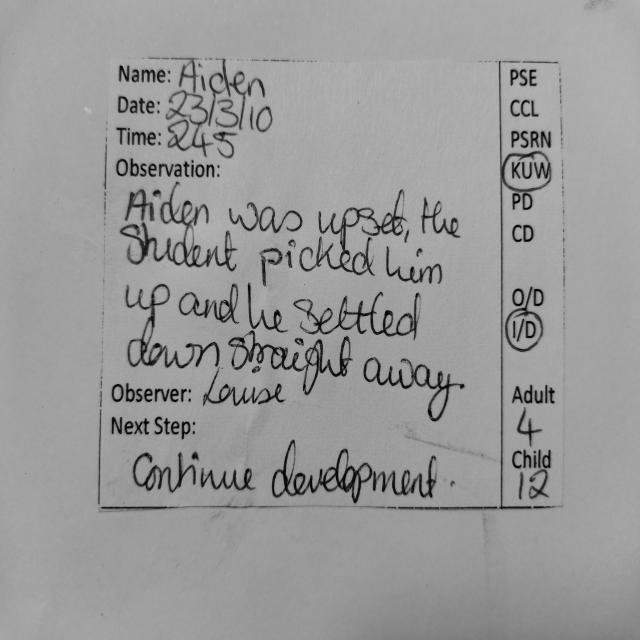 Name: Aiden
Date: 23/3/10
Time: 245
Observation:
Aiden was upset, the
Student picked him
up and he settled
down straight away.
Observer: Louise
Next Step:
Continue development.
PSE
CCL
PSRN
KUW
PD
CD
O/D
I/D
Adult
4
Child
12